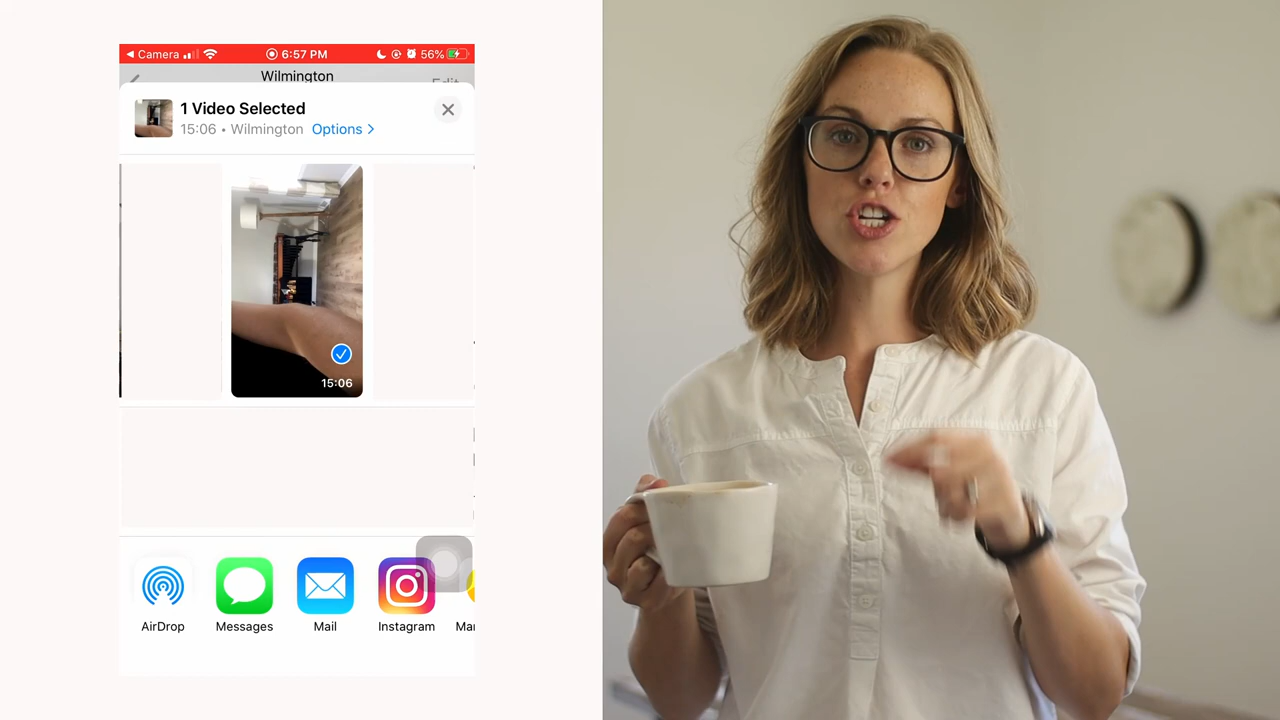 Camera 6:57 PM 56%
Wilmington
1 Video Selected
15:06 • Wilmington Options
15:06
AirDrop Messages Mail Instagram